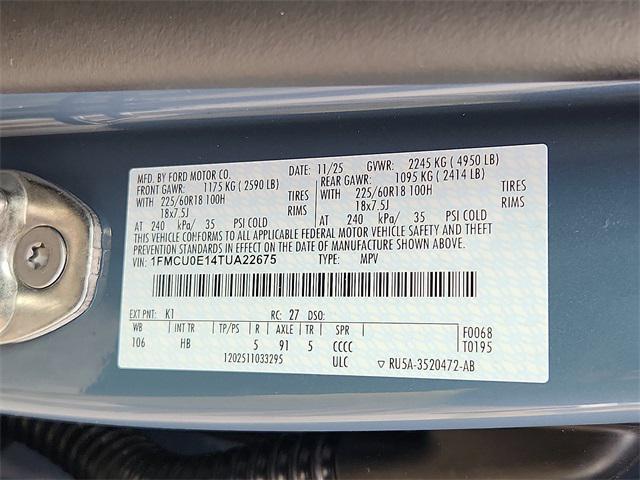 MFD. BY FORD MOTOR CO.
DATE: 11/25 GVWR: 2245 KG ( 4950 LB)
FRONT GAWR: 1175 KG ( 2590 LB) REAR GAWR: 1095 KG ( 2414 LB)
WITH 225/60R18 100H TIRES WITH 225/60R18 100H TIRES
18x7.5J RIMS 18x7.5J RIMS
AT 240 kPa/ 35 PSI COLD AT 240 kPa/ 35 PSI COLD
THIS VEHICLE CONFORMS TO ALL APPLICABLE FEDERAL MOTOR VEHICLE SAFETY AND THEFT
PREVENTION STANDARDS IN EFFECT ON THE DATE OF MANUFACTURE SHOWN ABOVE.
VIN: 1FMCU0E14TUA22675 TYPE: MPV
EXT PNT: K1 RC: 27 DSO:
WB INT TR TP/PS R AXLE TR SPR F0068
106 HB 5 91 5 CCCC T0195
1202511033295 ULC ▽ RU5A-3520472-AB